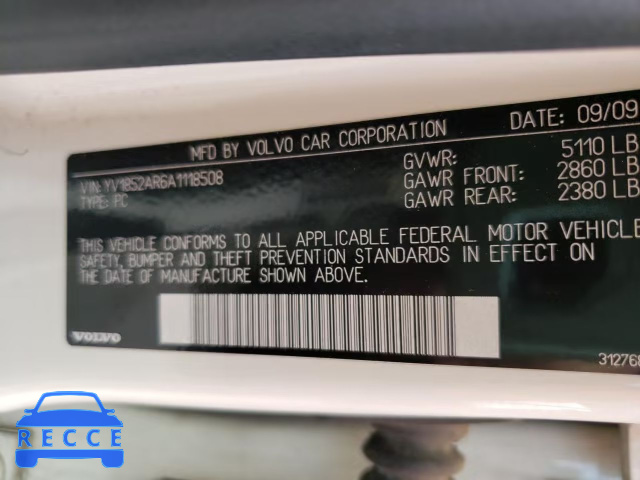 MFD BY VOLVO CAR CORPORATION
DATE: 09/09
VIN: YV1852AR6A1118508
TYPE: PC
GVWR: 5110 LB
GAWR FRONT: 2860 LB
GAWR REAR: 2380 LB
THIS VEHICLE CONFORMS TO ALL APPLICABLE FEDERAL MOTOR VEHICLE
SAFETY, BUMPER AND THEFT PREVENTION STANDARDS IN EFFECT ON
THE DATE OF MANUFACTURE SHOWN ABOVE.
VOLVO
312768
RECCE